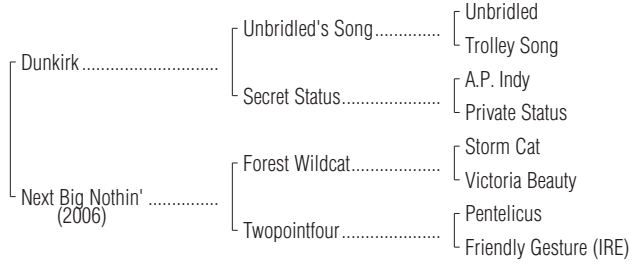 Unbridled
Unbridled's Song..............
Trolley Song
Dunkirk.............................
A.P. Indy
Secret Status.....................
Private Status
Storm Cat
Forest Wildcat...................
Victoria Beauty
Next Big Nothin' ...............
(2006)
Pentelicus
Twopointfour.....................
Friendly Gesture (IRE)